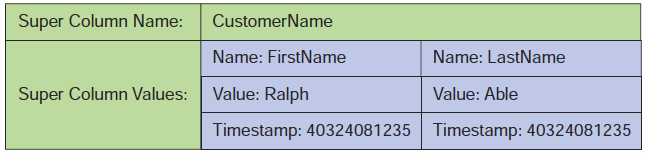 Super Column Name: CustomerName
Name: FirstName Name: LastName
Super Column Values: Value: Ralph Value: Able
Timestamp: 40324081235 Timestamp: 40324081235